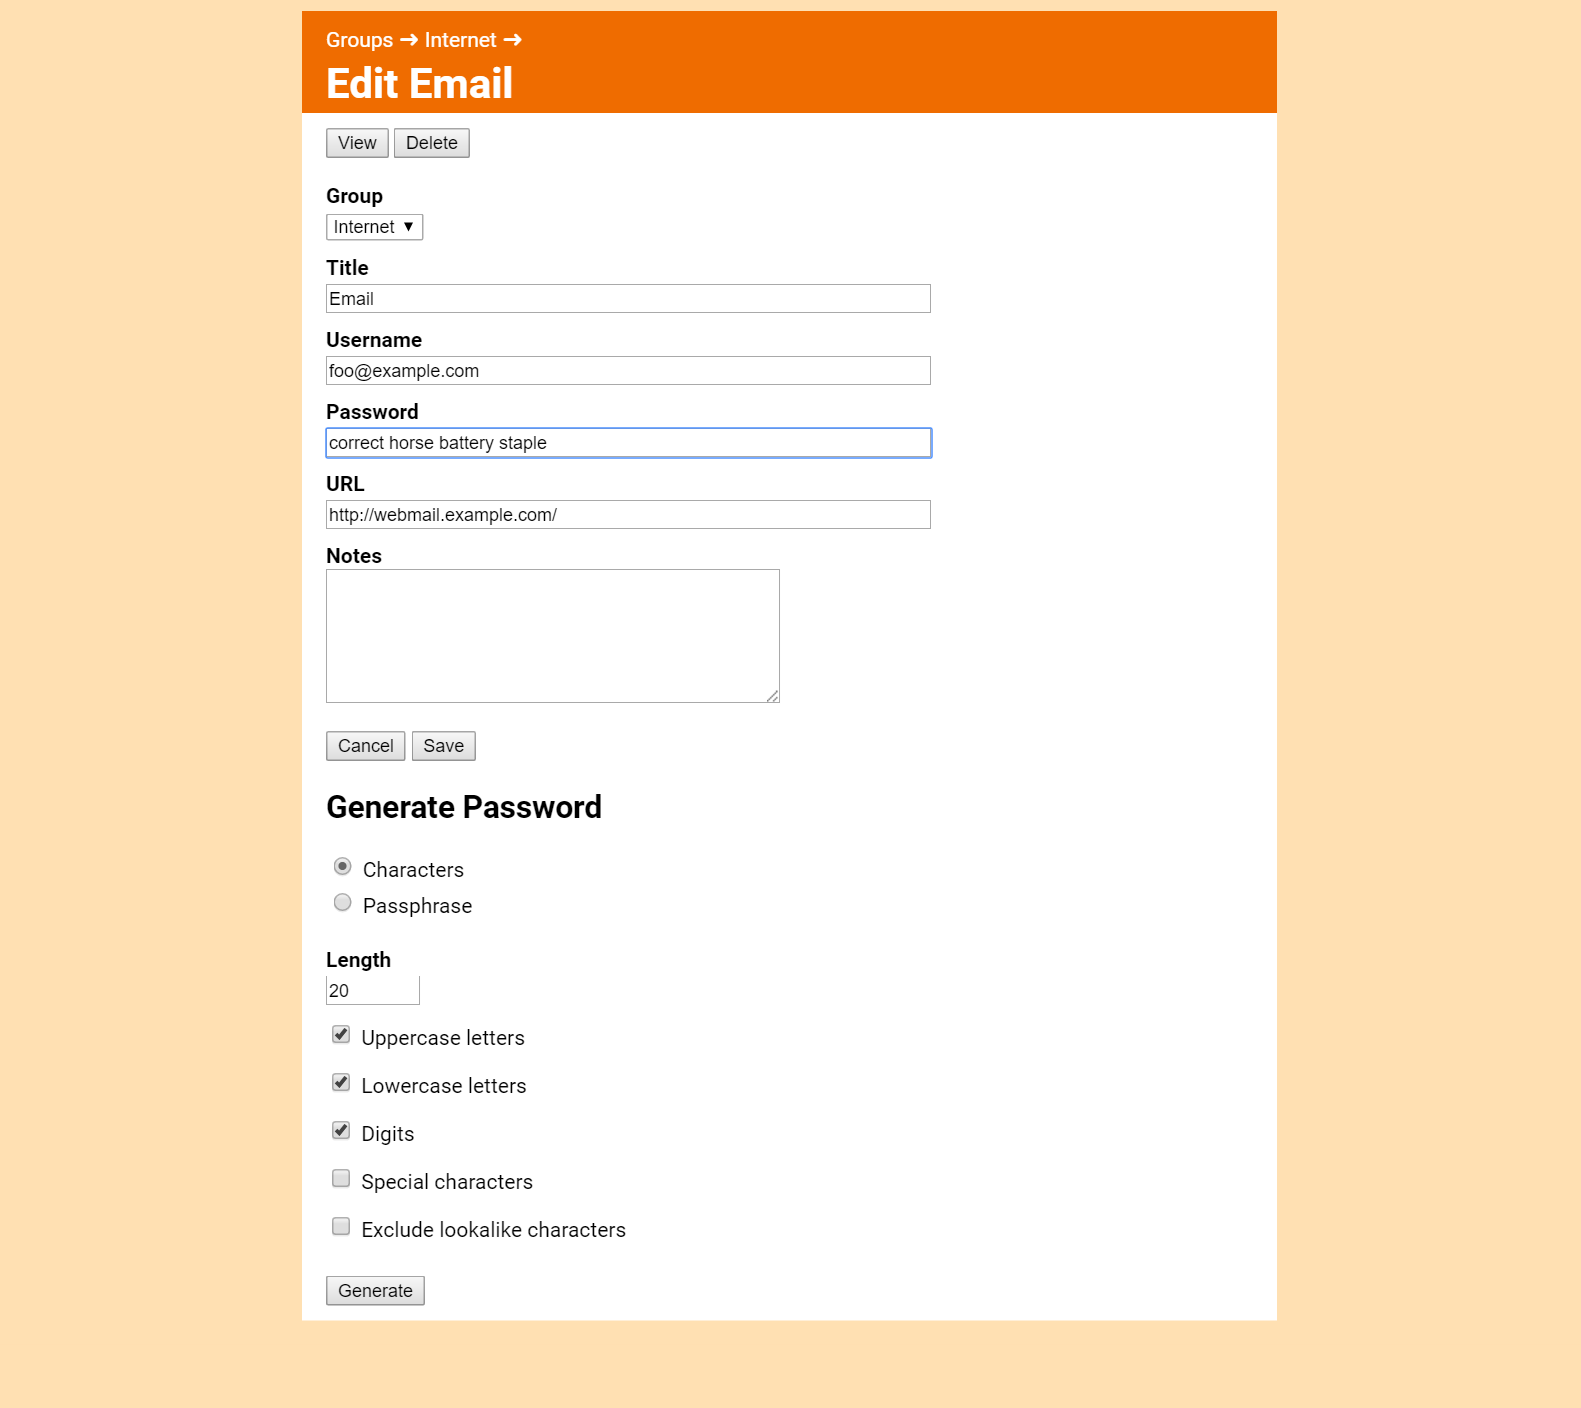 Groups ➔ Internet ➔
Edit Email
View Delete
Group
Internet ▼
Title
Email
Username
foo@example.com
Password
correct horse battery staple
URL
http://webmail.example.com/
Notes
Cancel Save
Generate Password
Characters
Passphrase
Length
20
Uppercase letters
Lowercase letters
Digits
Special characters
Exclude lookalike characters
Generate